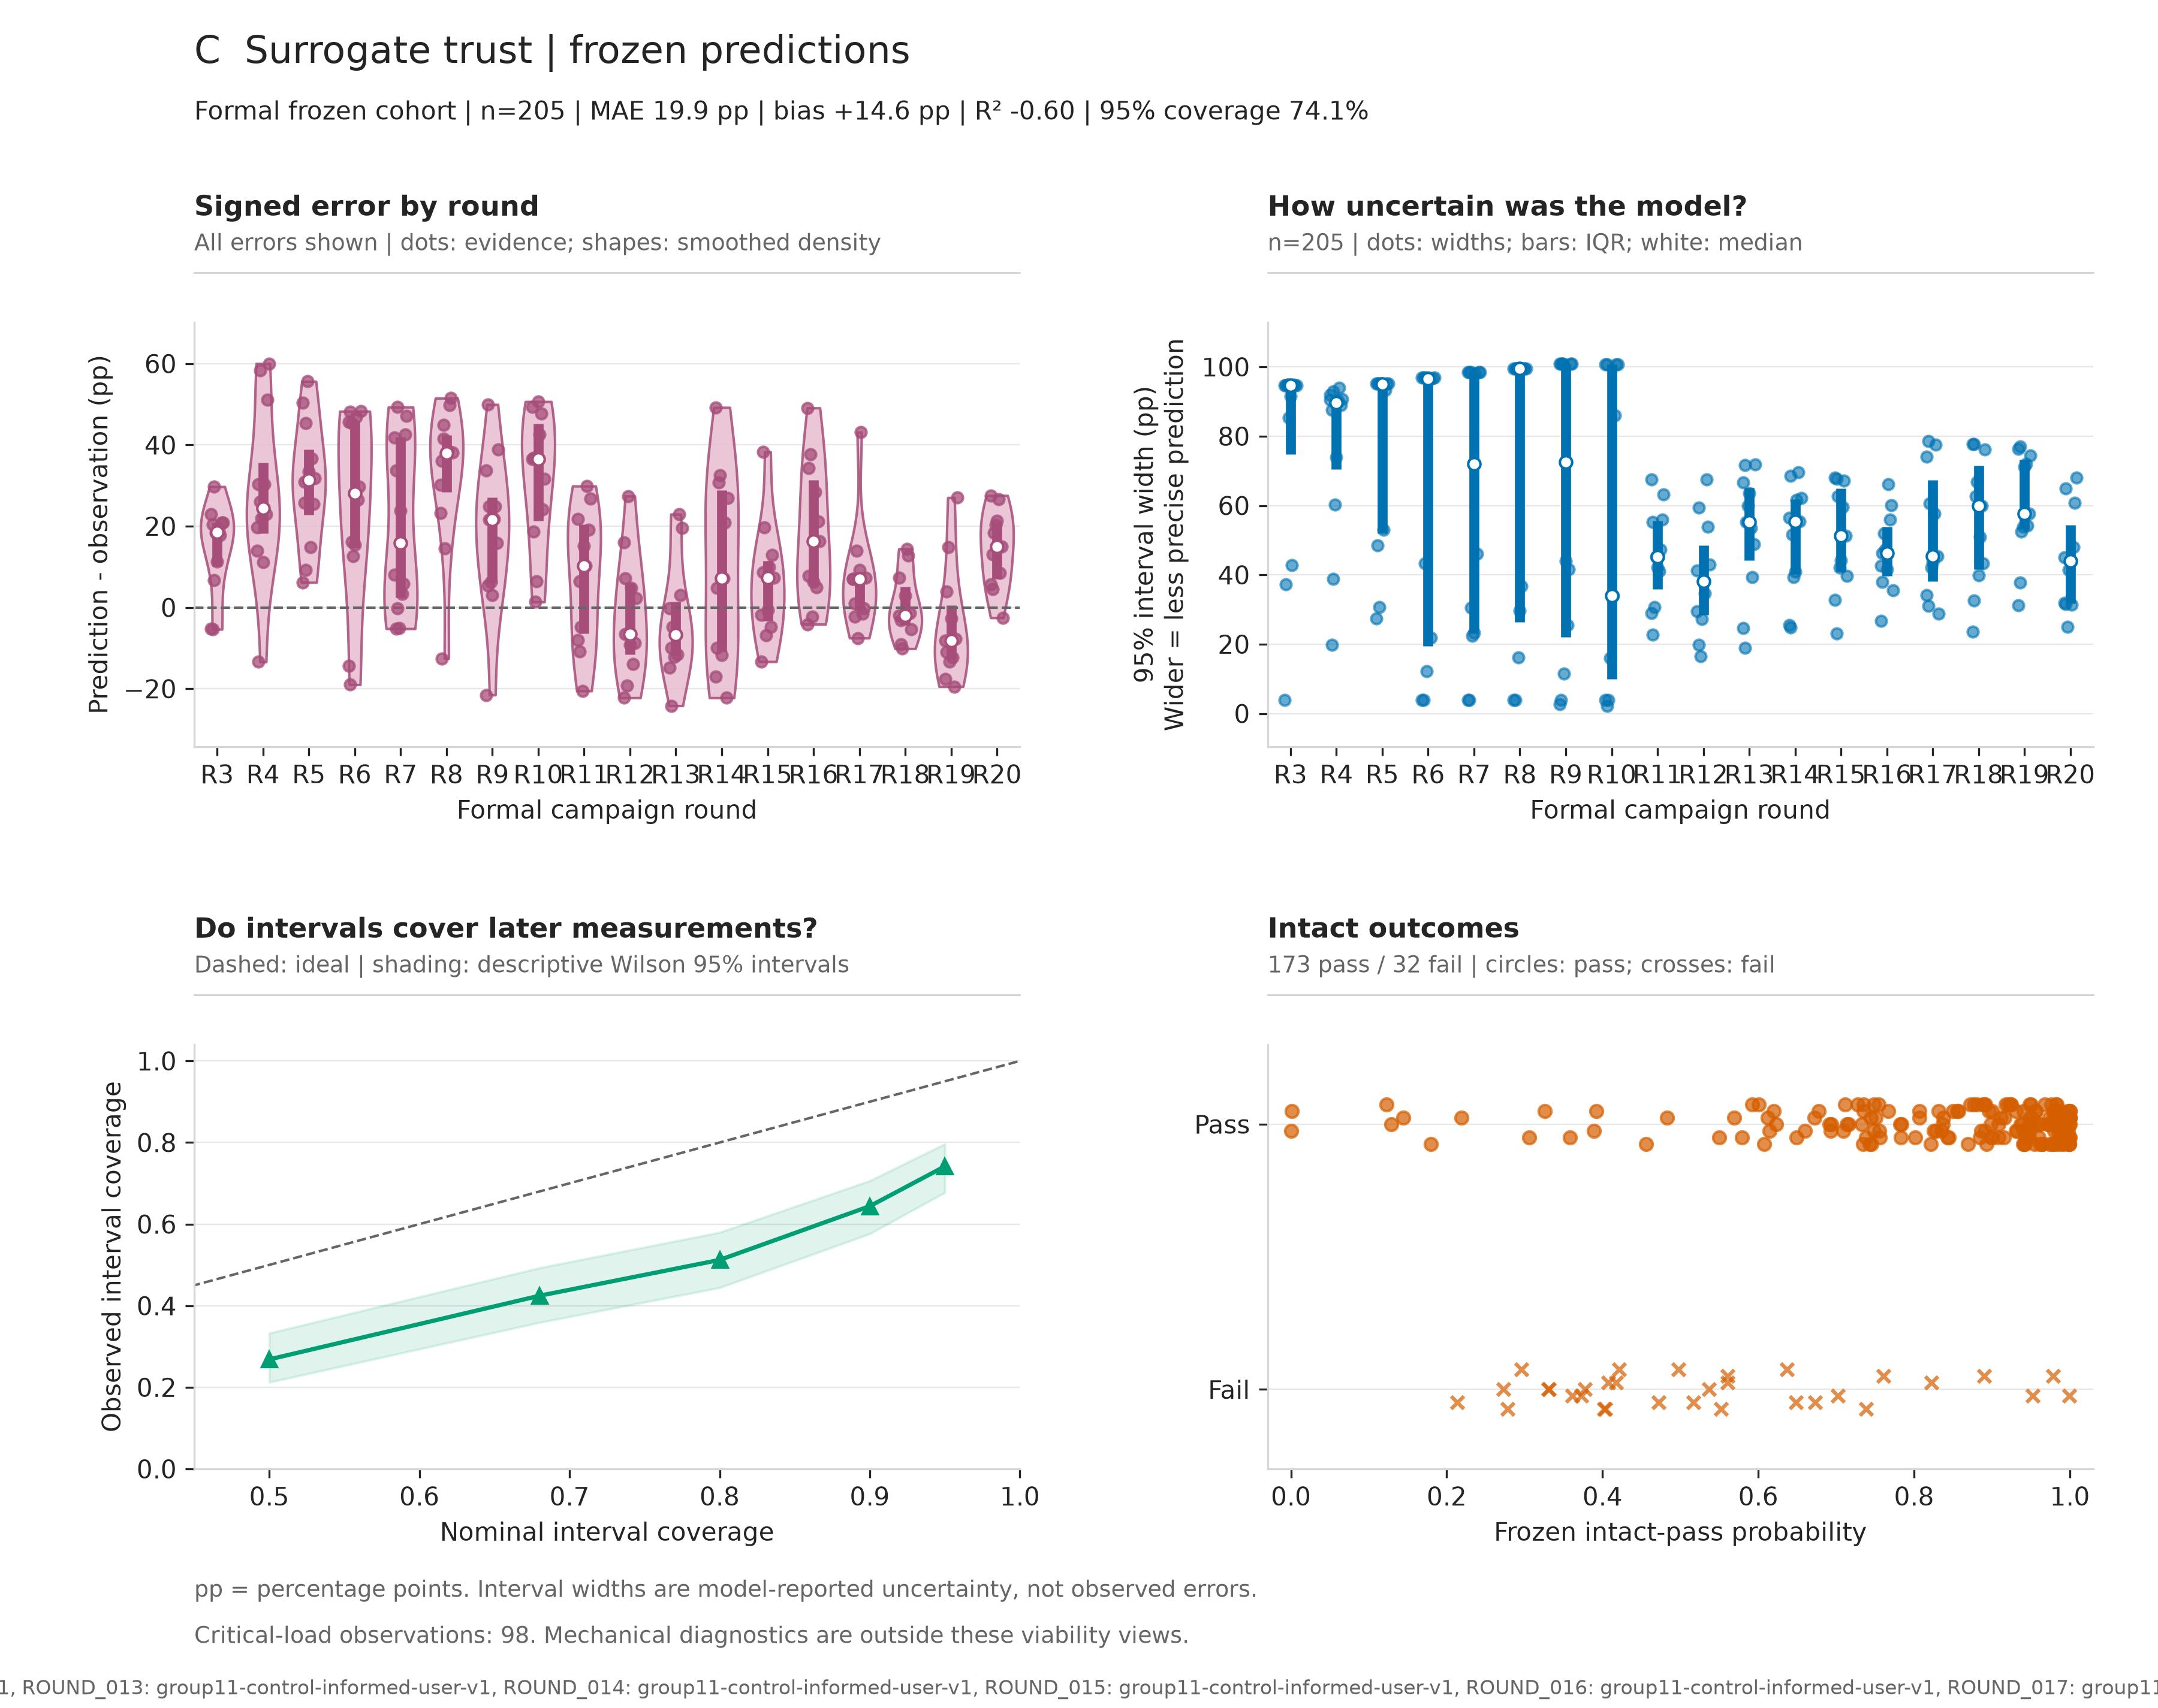 C Surrogate trust | frozen predictions
Formal frozen cohort | n=205 | MAE 19.9 pp | bias +14.6 pp | R² -0.60 | 95% coverage 74.1%
Signed error by round
All errors shown | dots: evidence; shapes: smoothed density
Prediction - observation (pp)
60
40
20
0
−20
R3 R4 R5 R6 R7 R8 R9 R10 R11 R12 R13 R14 R15 R16 R17 R18 R19 R20
Formal campaign round
How uncertain was the model?
n=205 | dots: widths; bars: IQR; white: median
95% interval width (pp)
Wider = less precise prediction
100
80
60
40
20
0
R3 R4 R5 R6 R7 R8 R9 R10 R11 R12 R13 R14 R15 R16 R17 R18 R19 R20
Formal campaign round
Do intervals cover later measurements?
Dashed: ideal | shading: descriptive Wilson 95% intervals
Observed interval coverage
1.0
0.8
0.6
0.4
0.2
0.0
0.5 0.6 0.7 0.8 0.9 1.0
Nominal interval coverage
Intact outcomes
173 pass / 32 fail | circles: pass; crosses: fail
Pass
Fail
0.0 0.2 0.4 0.6 0.8 1.0
Frozen intact-pass probability
pp = percentage points. Interval widths are model-reported uncertainty, not observed errors.
Critical-load observations: 98. Mechanical diagnostics are outside these viability views.
1, ROUND_013: group11-control-informed-user-v1, ROUND_014: group11-control-informed-user-v1, ROUND_015: group11-control-informed-user-v1, ROUND_016: group11-control-informed-user-v1, ROUND_017: group11